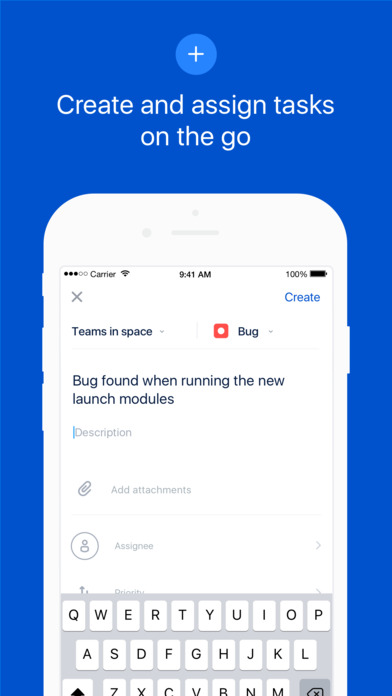 Create and assign tasks
on the go
Carrier 9:41 AM 100%
Create
Teams in space Bug
Bug found when running the new
launch modules
Description
Add attachments
Assignee
Priority
Q W E R T Y U I O P
A S D F G H J K L
Z X C V B N M